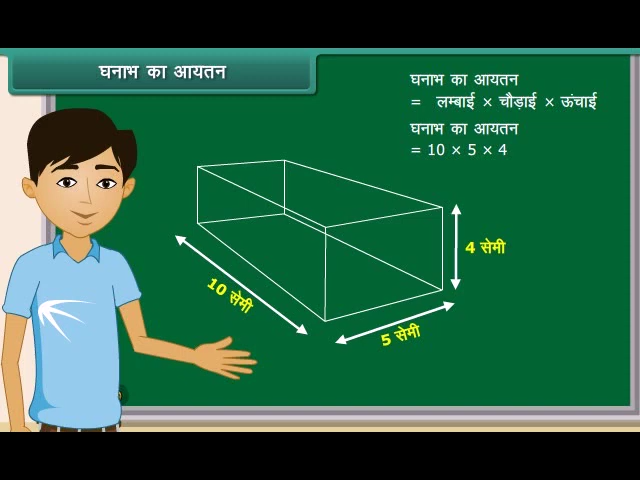 घनाभ का आयतन
घनाभ का आयतन
= लम्बाई × चौड़ाई × ऊंचाई
घनाभ का आयतन
= 10 × 5 × 4
4 सेमी
10 सेमी
5 सेमी